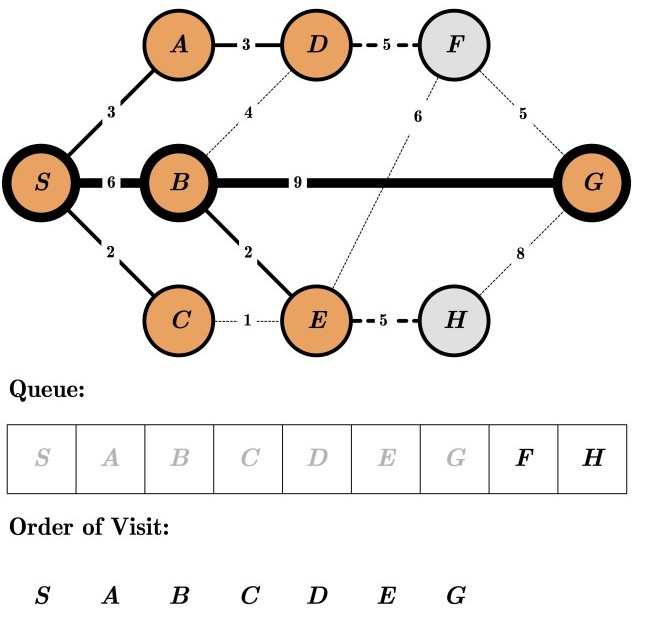 A 3 D 5 F
3 4 6 5
S 6 B 9 G
2 2 8
C 1 E 5 H
Queue:
S A B C D E G F H
Order of Visit:
S A B C D E G